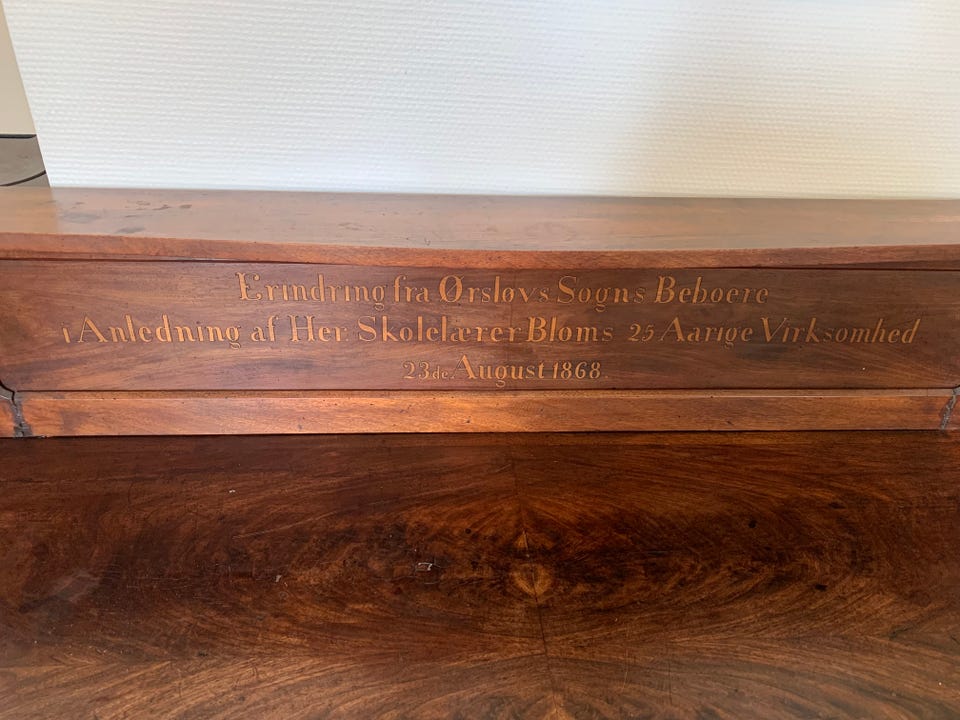 Erindring fra Ørsløvs Sogns Beboere
i Anledning af Her: Skolelærer Bloms 25 Aarige Virksomhed
23de August 1868.